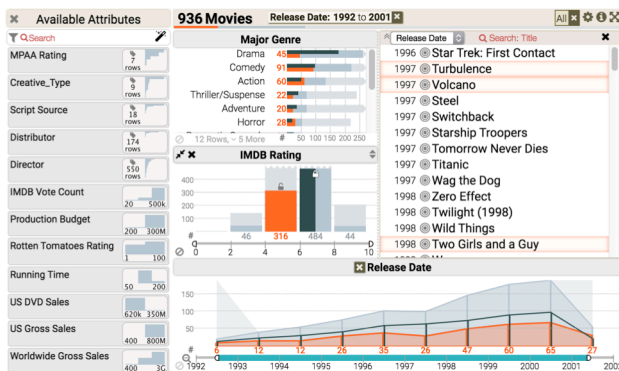 Available Attributes
Search
MPAA Rating
7
rows
Creative_Type
9
rows
Script Source
18
rows
Distributor
174
rows
Director
550
rows
IMDB Vote Count
20 500k
Production Budget
200 300M
Rotten Tomatoes Rating
1 100
Running Time
50 200
US DVD Sales
620k 350M
US Gross Sales
400 800M
Worldwide Gross Sales
400 3G
936 Movies Release Date: 1992 to 2001
All
Major Genre
Drama 45
Comedy 91
Action 60
Thriller/Suspense 22
Adventure 20
Horror 28
12 Rows, 5 More # 50 100 150 200 250
IMDB Rating
400
300
200
100
46 316 484 44
#
0 2 4 6 8 10
Release Date Search: Title
1996 Star Trek: First Contact
1997 Turbulence
1997 Volcano
1997 Steel
1997 Switchback
1997 Starship Troopers
1997 Tomorrow Never Dies
1997 Titanic
1997 Wag the Dog
1998 Zero Effect
1998 Twilight (1998)
1998 Wild Things
1998 Two Girls and a Guy
Release Date
150
100
50
# 6 12 12 26 35 26 47 60 65 27
1992 1993 1994 1995 1996 1997 1998 1999 2000 2001